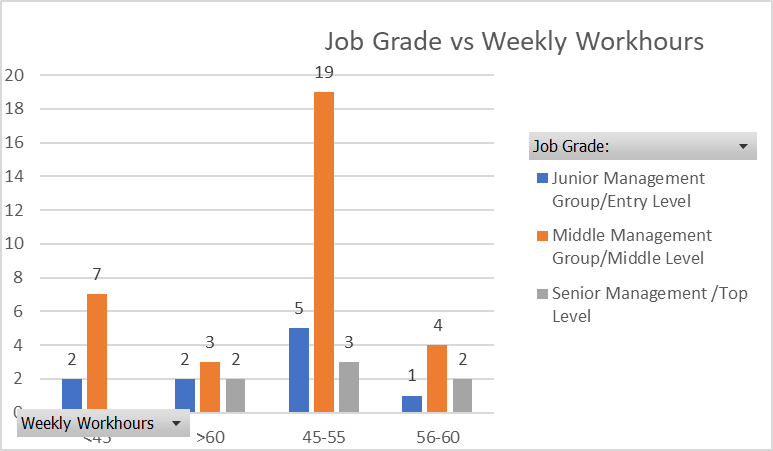 Job Grade vs Weekly Workhours
20
18
16
14
12
10
8
6
4
2
0
2
7
2
3
2
5
19
3
1
4
2
<45
>60
45-55
56-60
Weekly Workhours
Job Grade:
Junior Management
Group/Entry Level
Middle Management
Group/Middle Level
Senior Management /Top
Level